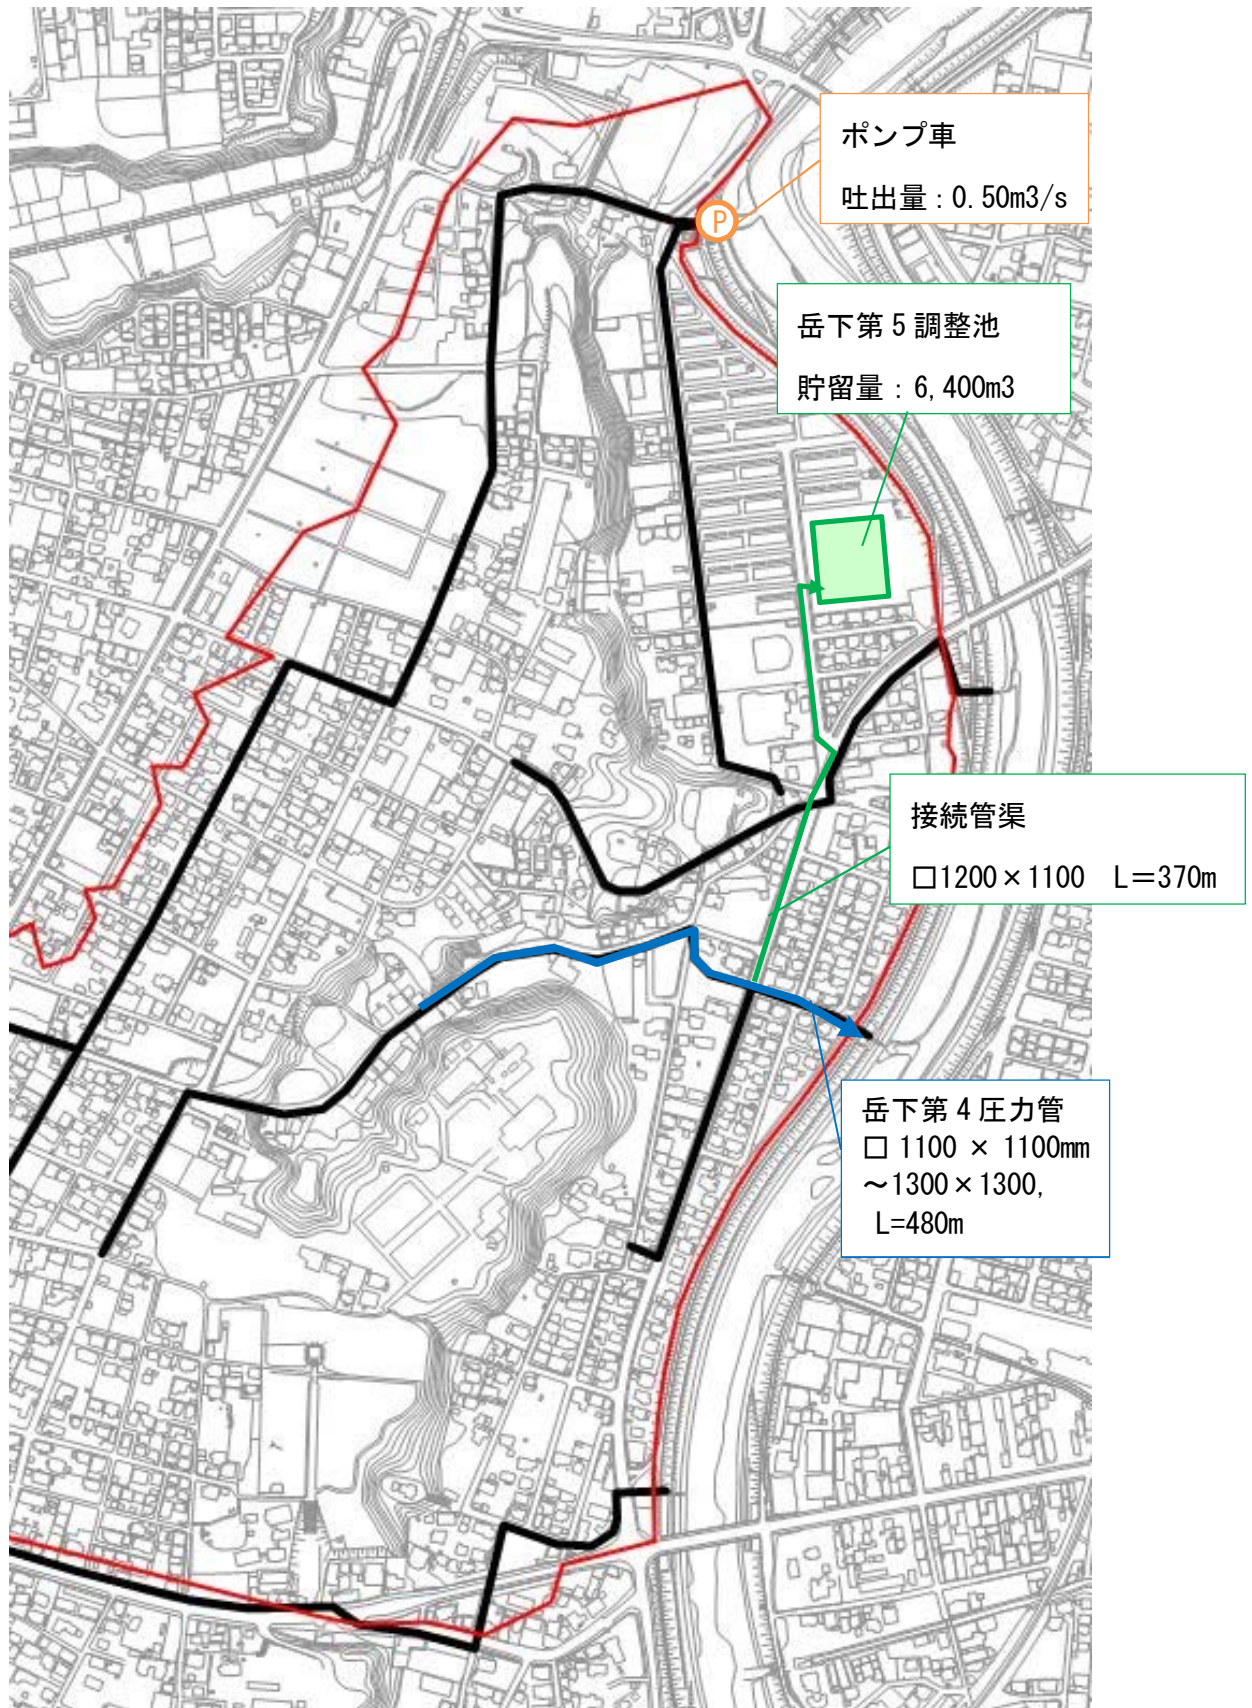 ポンプ車
吐出量：0.50m3/s
P
岳下第5調整池
貯留量：6,400m3
接続管渠
□1200×1100　L＝370m
岳下第4圧力管
□ 1100 × 1100mm
～1300×1300,
L=480m